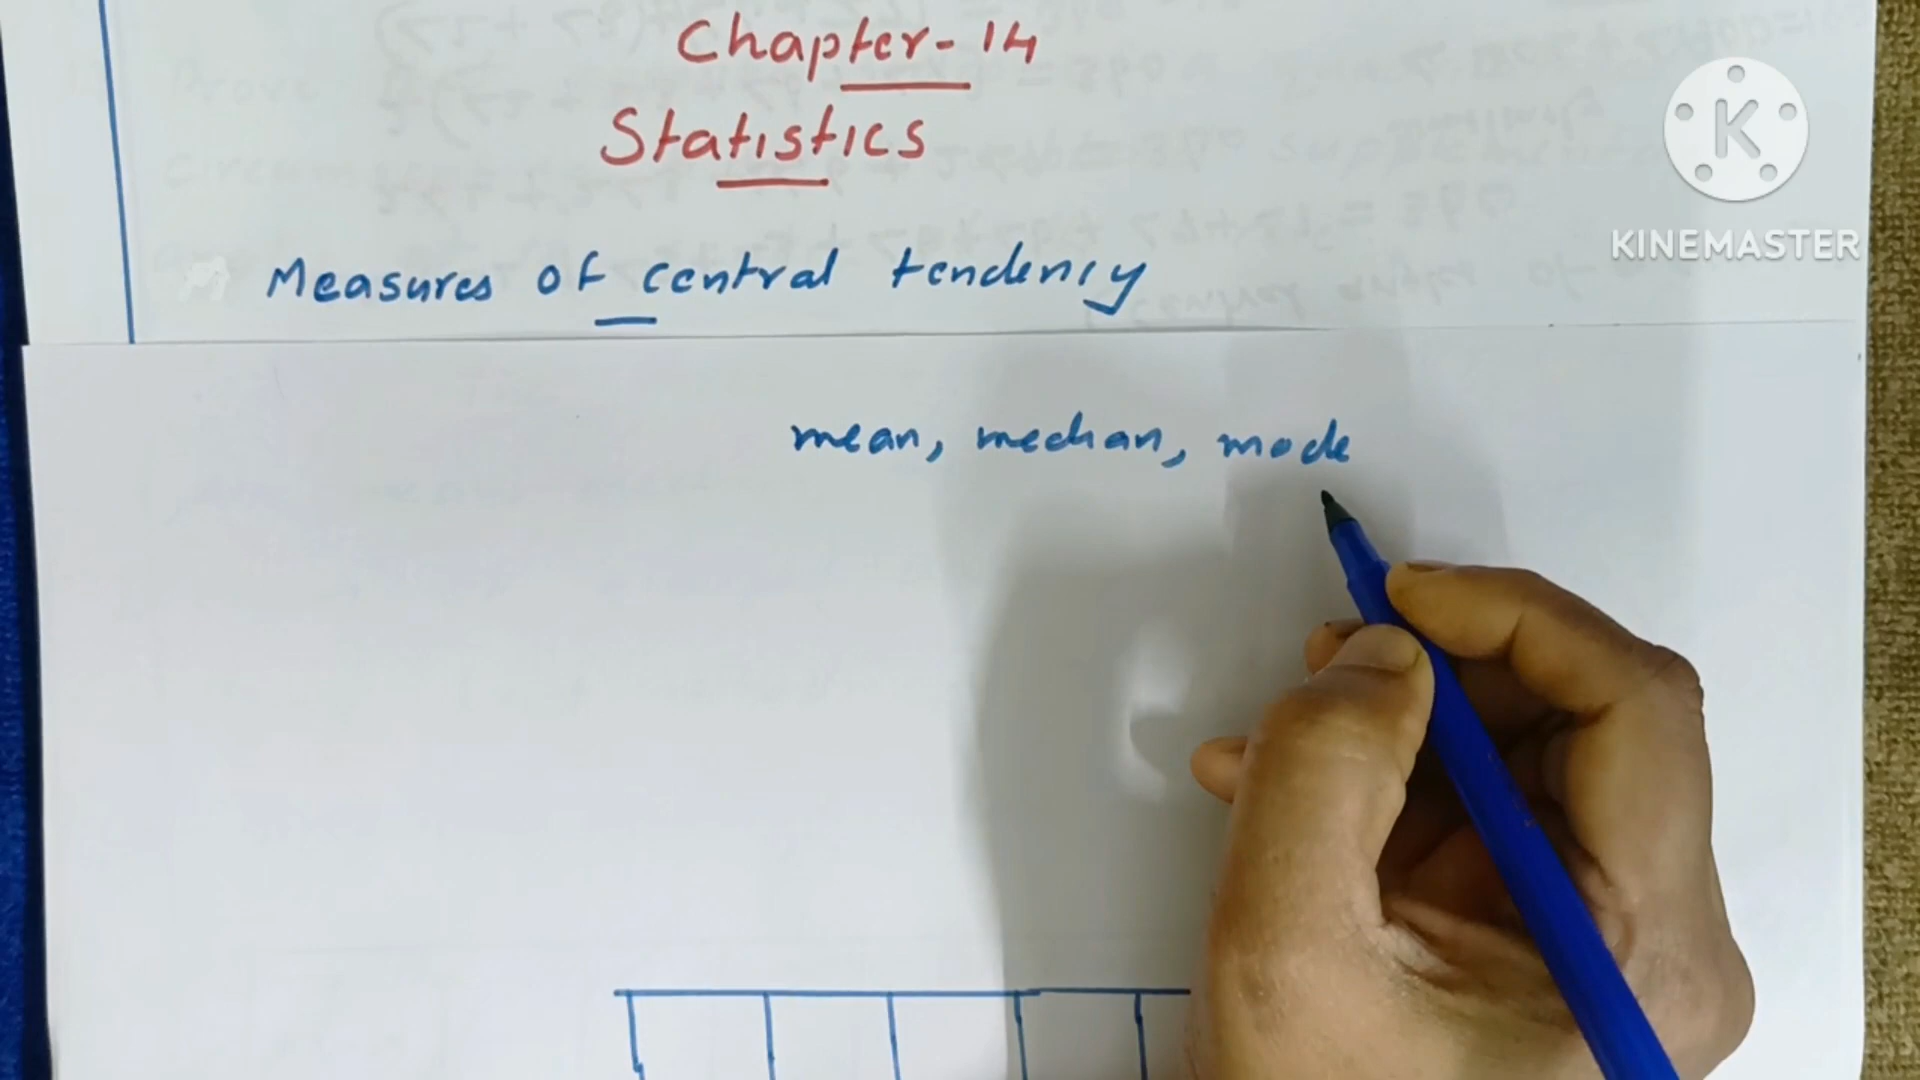 Chapter-14
Statistics
Measures of central tendency
mean, median, mode
K
KINEMASTER